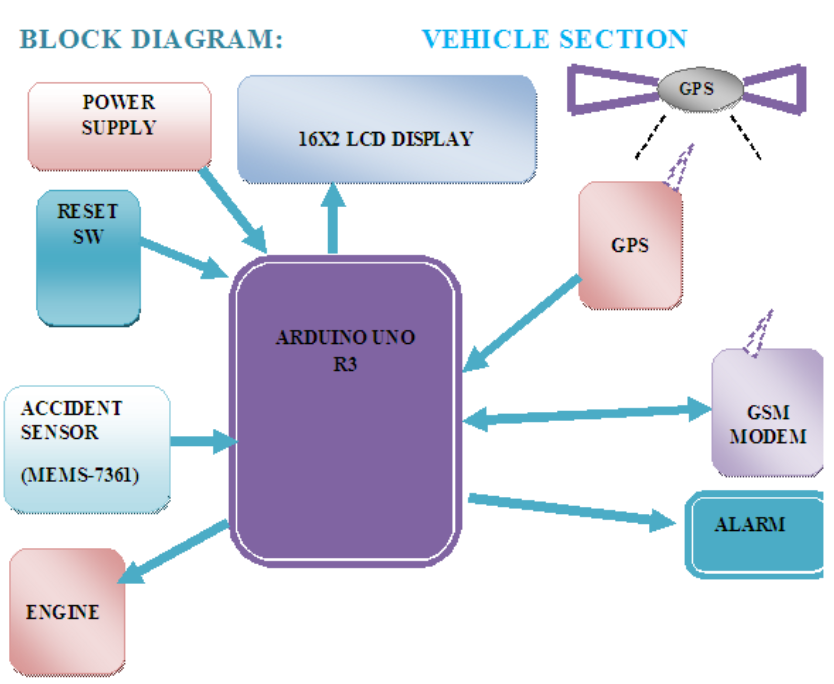 BLOCK DIAGRAM:
VEHICLE SECTION
POWER
SUPPLY
16X2 LCD DISPLAY
GPS
RESET
SW
GPS
ARDUINO UNO
R3
ACCIDENT
SENSOR
(MEMS-7361)
GSM
MODEM
ALARM
ENGINE